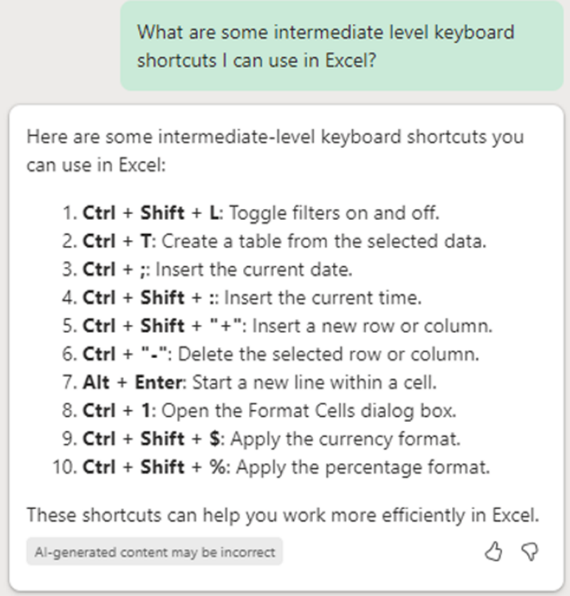 What are some intermediate level keyboard
shortcuts I can use in Excel?
Here are some intermediate-level keyboard shortcuts you
can use in Excel:
1. Ctrl + Shift + L: Toggle filters on and off.
2. Ctrl + T: Create a table from the selected data.
3. Ctrl + ;: Insert the current date.
4. Ctrl + Shift + :: Insert the current time.
5. Ctrl + Shift + "+": Insert a new row or column.
6. Ctrl + "-": Delete the selected row or column.
7. Alt + Enter: Start a new line within a cell.
8. Ctrl + 1: Open the Format Cells dialog box.
9. Ctrl + Shift + $: Apply the currency format.
10. Ctrl + Shift + %: Apply the percentage format.
These shortcuts can help you work more efficiently in Excel.
AI-generated content may be incorrect